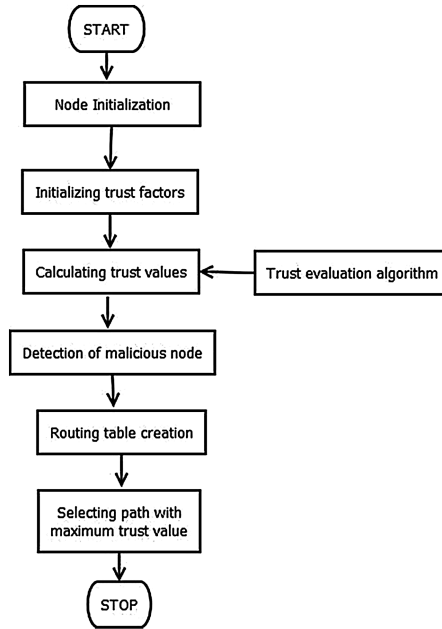 START
Node Initialization
Initializing trust factors
Calculating trust values
Trust evaluation algorithm
Detection of malicious node
Routing table creation
Selecting path with
maximum trust value
STOP